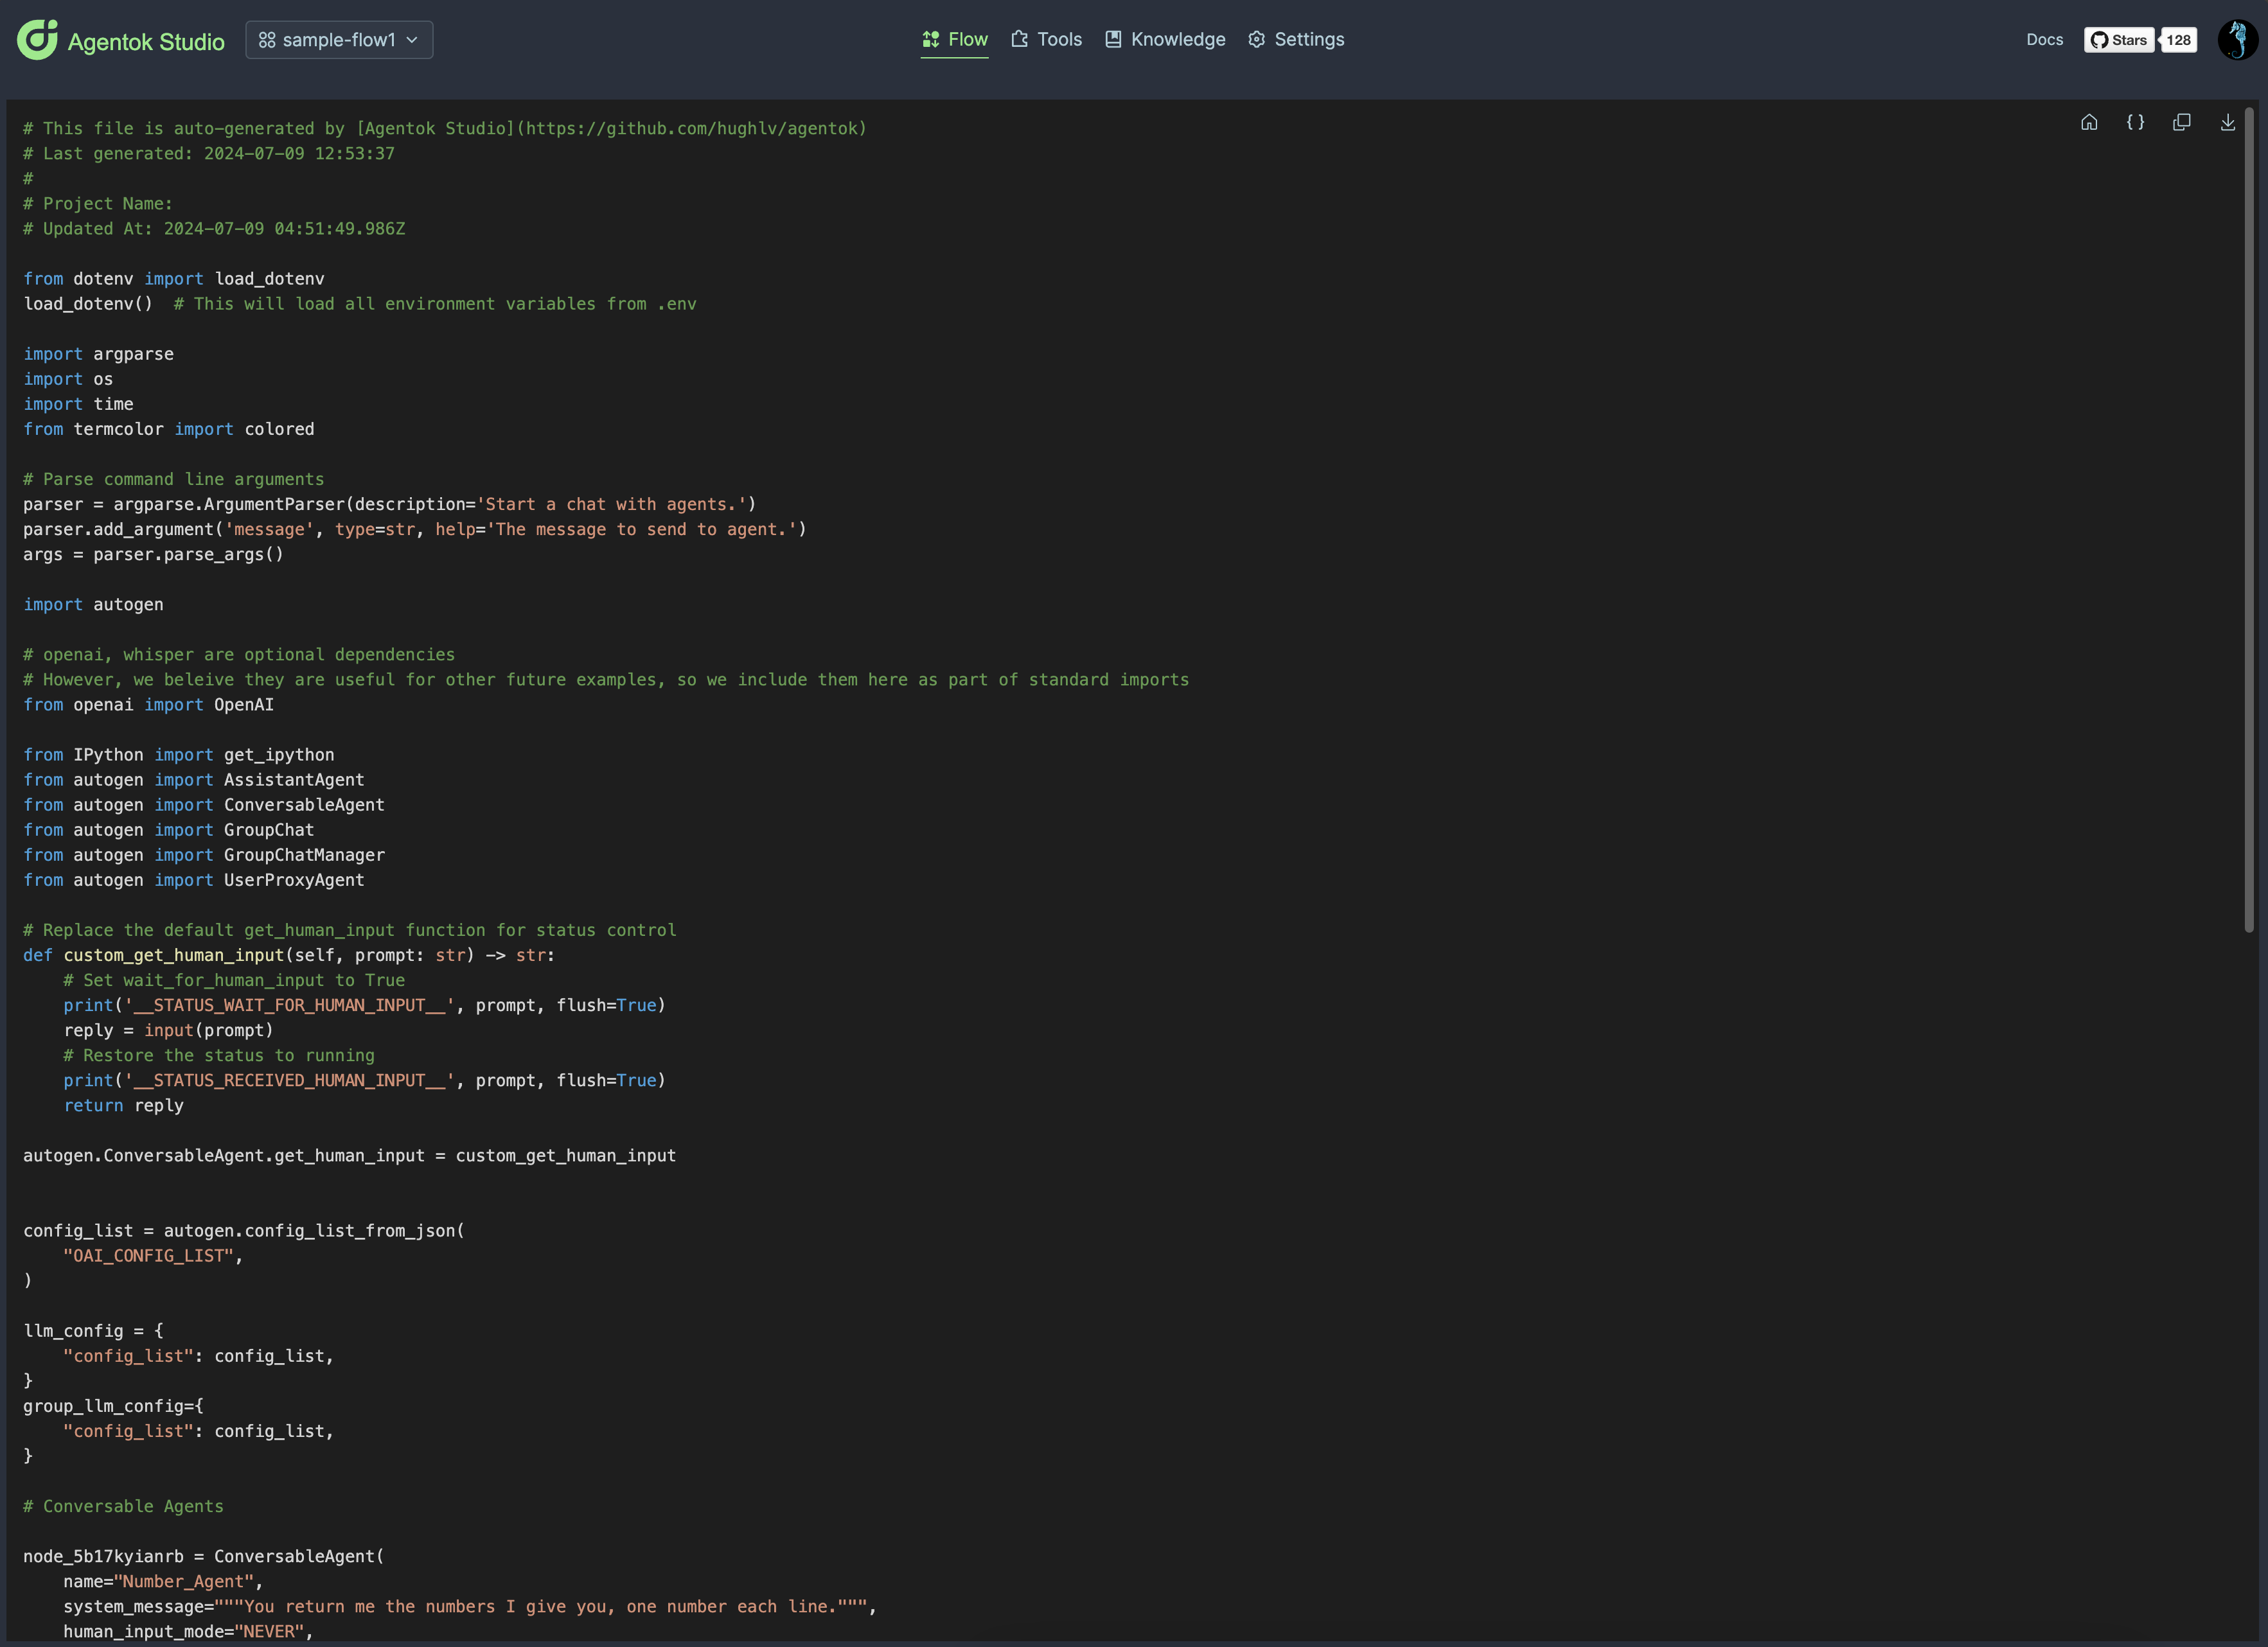 Agentok Studio
sample-flow1
Flow
Tools
Knowledge
Settings
Docs
Stars
128
# This file is auto-generated by [Agentok Studio](https://github.com/hughlv/agentok)
# Last generated: 2024-07-09 12:53:37
#
# Project Name:
# Updated At: 2024-07-09 04:51:49.986Z

from dotenv import load_dotenv
load_dotenv()  # This will load all environment variables from .env

import argparse
import os
import time
from termcolor import colored

# Parse command line arguments
parser = argparse.ArgumentParser(description='Start a chat with agents.')
parser.add_argument('message', type=str, help='The message to send to agent.')
args = parser.parse_args()

import autogen

# openai, whisper are optional dependencies
# However, we beleive they are useful for other future examples, so we include them here as part of standard imports
from openai import OpenAI

from IPython import get_ipython
from autogen import AssistantAgent
from autogen import ConversableAgent
from autogen import GroupChat
from autogen import GroupChatManager
from autogen import UserProxyAgent

# Replace the default get_human_input function for status control
def custom_get_human_input(self, prompt: str) -> str:
    # Set wait_for_human_input to True
    print('__STATUS_WAIT_FOR_HUMAN_INPUT__', prompt, flush=True)
    reply = input(prompt)
    # Restore the status to running
    print('__STATUS_RECEIVED_HUMAN_INPUT__', prompt, flush=True)
    return reply

autogen.ConversableAgent.get_human_input = custom_get_human_input

config_list = autogen.config_list_from_json(
    "OAI_CONFIG_LIST",
)

llm_config = {
    "config_list": config_list,
}
group_llm_config={
    "config_list": config_list,
}

# Conversable Agents

node_5b17kyianrb = ConversableAgent(
    name="Number_Agent",
    system_message="""You return me the numbers I give you, one number each line.""",
    human_input_mode="NEVER",